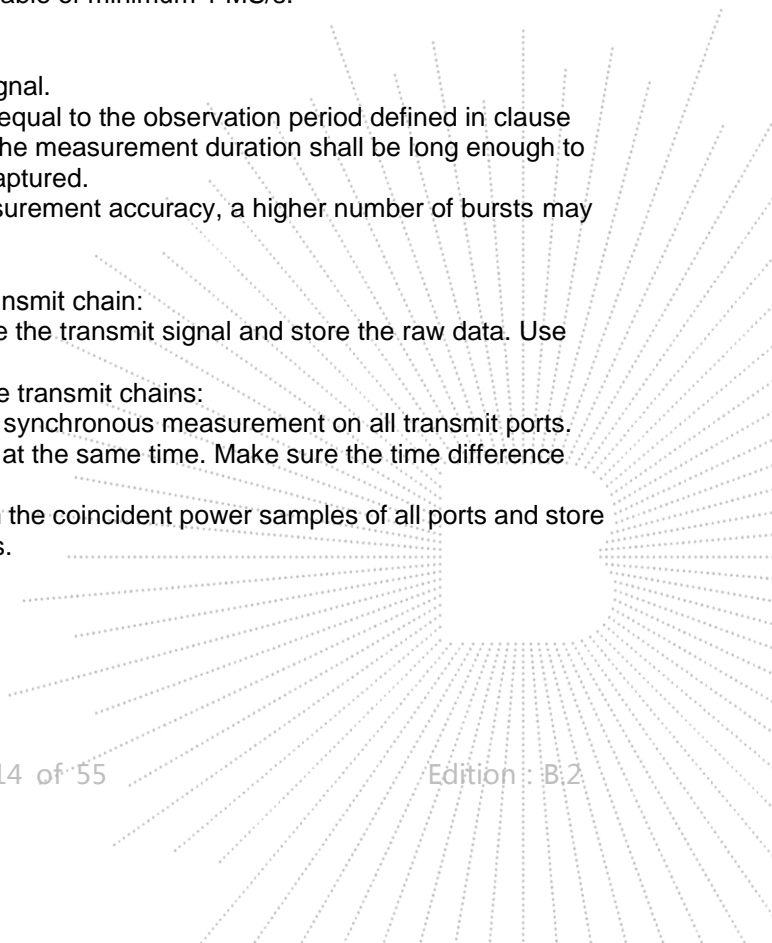 able of minimum 1 MS/s.
gnal.
equal to the observation period defined in clause
he measurement duration shall be long enough to
aptured.
surement accuracy, a higher number of bursts may
nsmit chain:
e the transmit signal and store the raw data. Use
e transmit chains:
synchronous measurement on all transmit ports.
at the same time. Make sure the time difference
the coincident power samples of all ports and store
s.
14 of 55 Edition : B.2